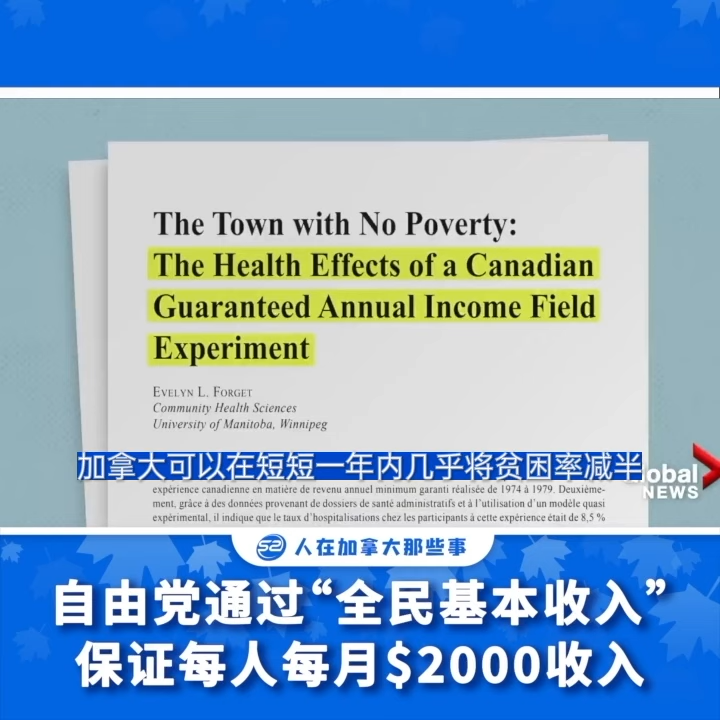 The Town with No Poverty:
The Health Effects of a Canadian
Guaranteed Annual Income Field
Experiment
EVELYN L. FORGET
Community Health Sciences
University of Manitoba, Winnipeg
加拿大可以在短短一年内几乎将贫困率减半
obal
NEWS
expérience canadienne en matière de revenu annuel minimum garanti réalisée de 1974 à 1979. Deuxième-
ment, grâce à des données provenant de dossiers de santé administratifs et à l'utilisation d'un modèle quasi
expérimental, il indique que le taux d'hospitalisations chez les participants à cette expérience était de 8,5 %
52 人在加拿大那些事
自由党通过“全民基本收入”
保证每人每月$2000收入